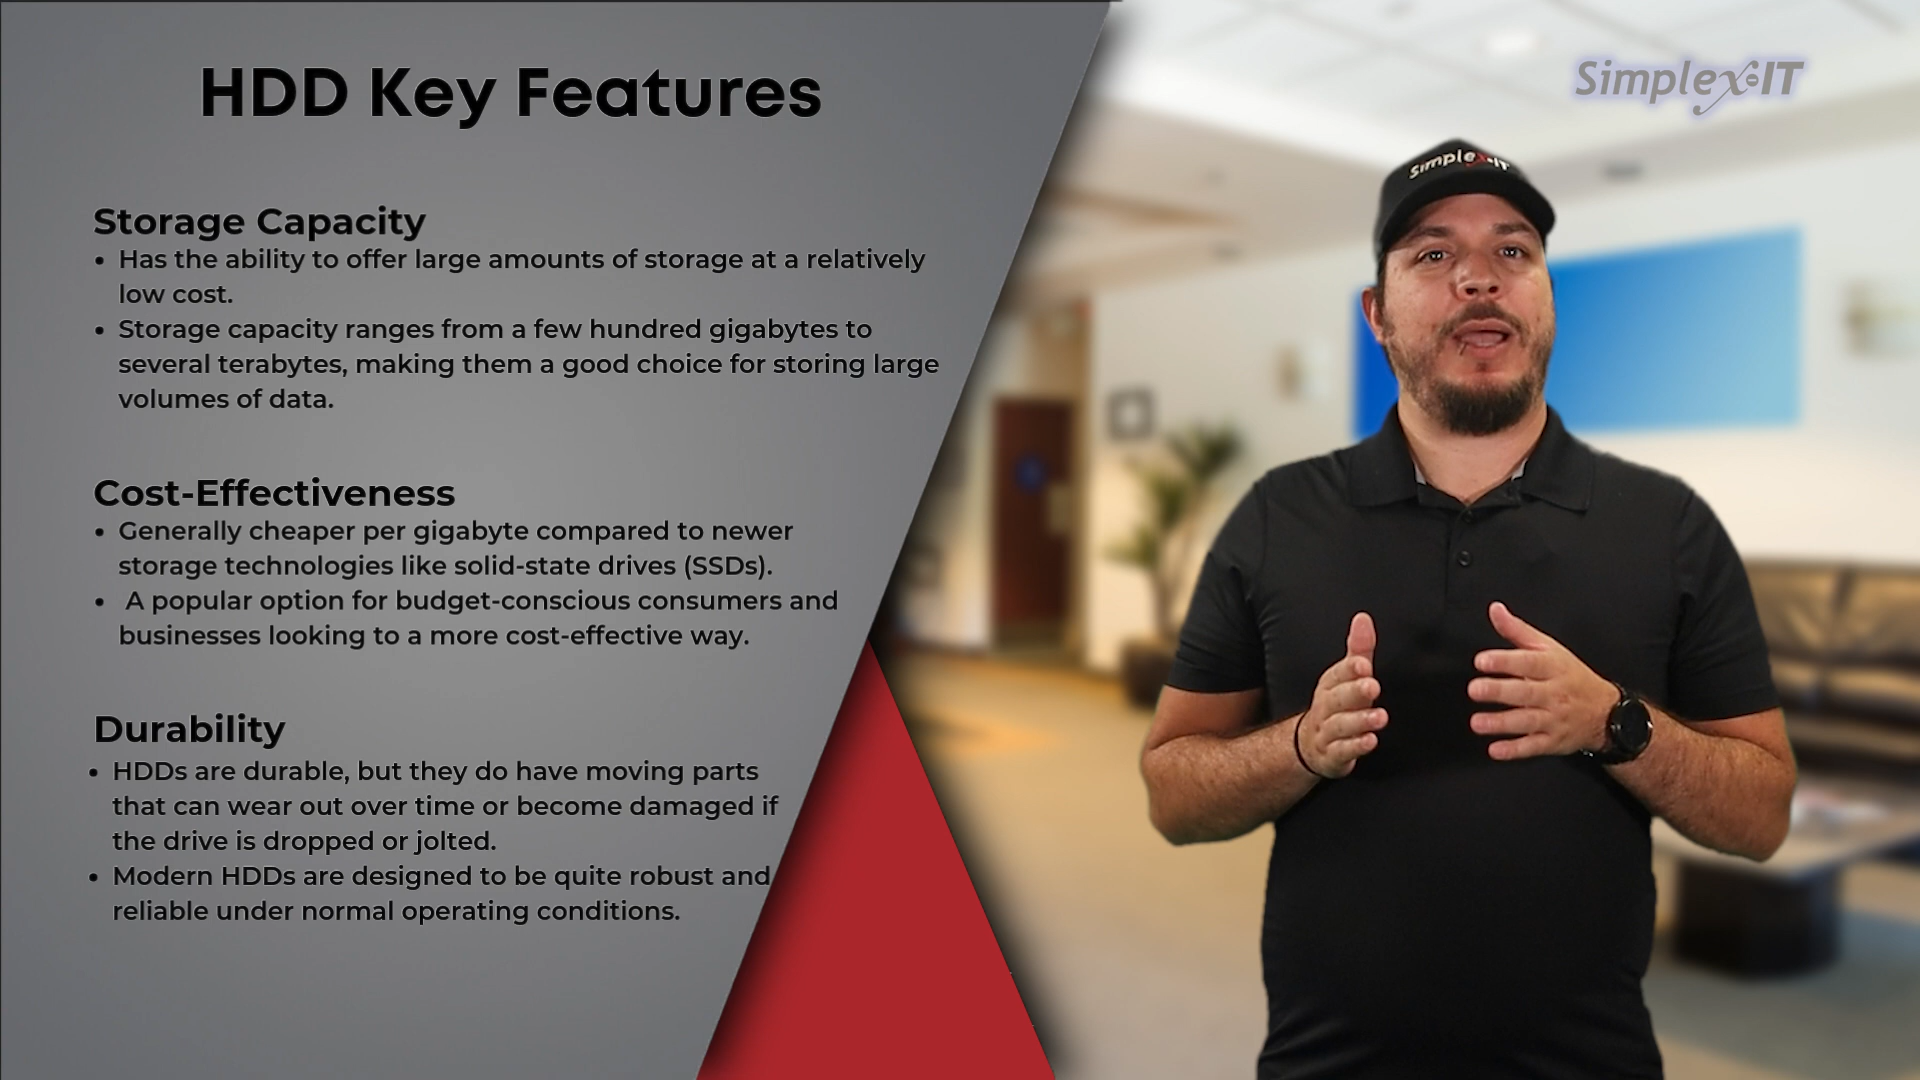 HDD Key Features
Simplex-IT
Simplex-IT
Storage Capacity
• Has the ability to offer large amounts of storage at a relatively
low cost.
• Storage capacity ranges from a few hundred gigabytes to
several terabytes, making them a good choice for storing large
volumes of data.
Cost-Effectiveness
• Generally cheaper per gigabyte compared to newer
storage technologies like solid-state drives (SSDs).
• A popular option for budget-conscious consumers and
businesses looking to a more cost-effective way.
Durability
• HDDs are durable, but they do have moving parts
that can wear out over time or become damaged if
the drive is dropped or jolted.
• Modern HDDs are designed to be quite robust and
reliable under normal operating conditions.